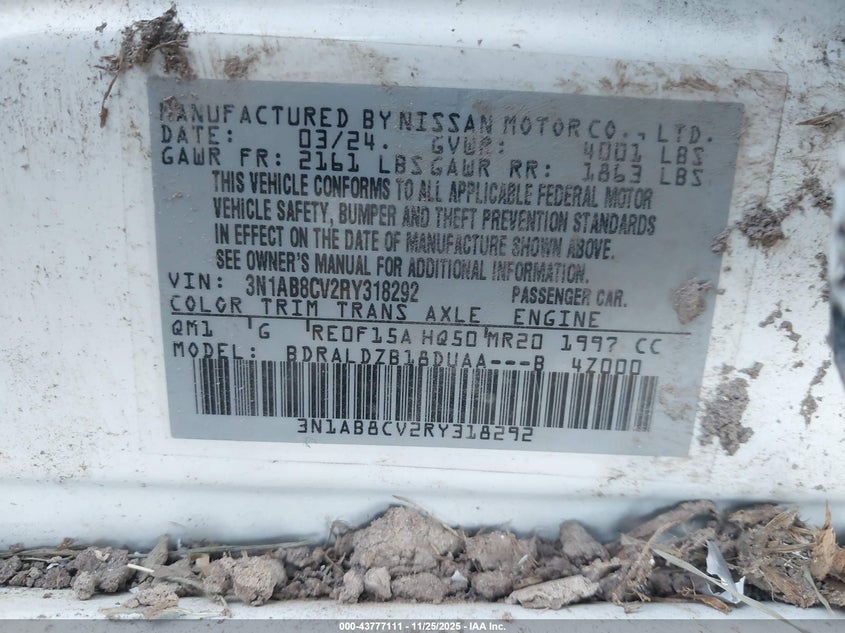 MANUFACTURED BY NISSAN MOTOR CO., LTD.
DATE: 03/24. GVWR: 4001 LBS
GAWR FR: 2161 LBS GAWR RR: 1863 LBS
THIS VEHICLE CONFORMS TO ALL APPLICABLE FEDERAL MOTOR
VEHICLE SAFETY, BUMPER AND THEFT PREVENTION STANDARDS
IN EFFECT ON THE DATE OF MANUFACTURE SHOWN ABOVE.
SEE OWNER'S MANUAL FOR ADDITIONAL INFORMATION.
VIN: 3N1AB8CV2RY318292 PASSENGER CAR.
COLOR TRIM TRANS AXLE ENGINE
QM1 G RE0F15A HQ50 MR20 1997 CC
MODEL: BDRALDZB18DUAA---B 4Z000
3N1AB8CV2RY318292
000-43777111 - 11/25/2025 - IAA Inc.